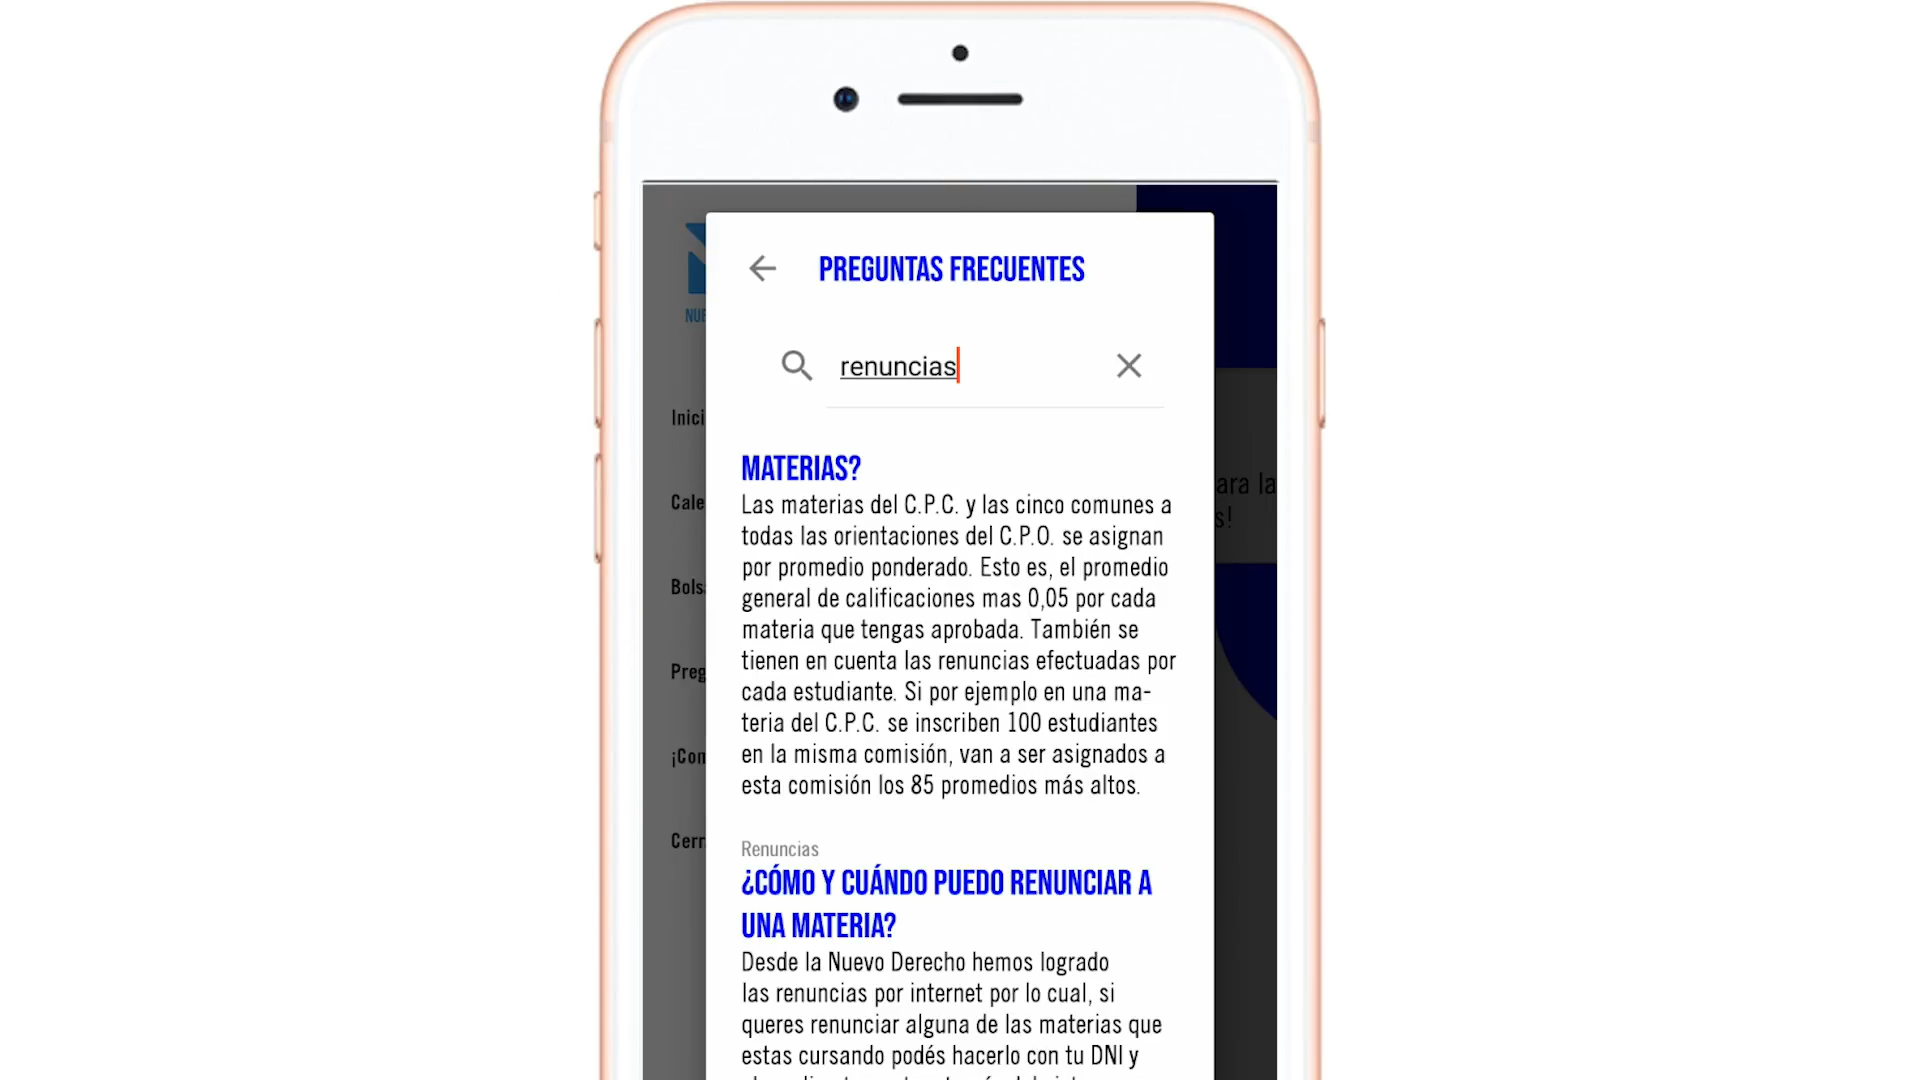 PREGUNTAS FRECUENTES
renuncias
MATERIAS?
Las materias del C.P.C. y las cinco comunes a
todas las orientaciones del C.P.O. se asignan
por promedio ponderado. Esto es, el promedio
general de calificaciones mas 0,05 por cada
materia que tengas aprobada. También se
tienen en cuenta las renuncias efectuadas por
cada estudiante. Si por ejemplo en una ma-
teria del C.P.C. se inscriben 100 estudiantes
en la misma comisión, van a ser asignados a
esta comisión los 85 promedios más altos.
Renuncias
¿CÓMO Y CUÁNDO PUEDO RENUNCIAR A
UNA MATERIA?
Desde la Nuevo Derecho hemos logrado
las renuncias por internet por lo cual, si
queres renunciar alguna de las materias que
estas cursando podés hacerlo con tu DNI y
NUE
Inici
Cale
Bols
Preg
¡Com
Cerr
ara la
s!